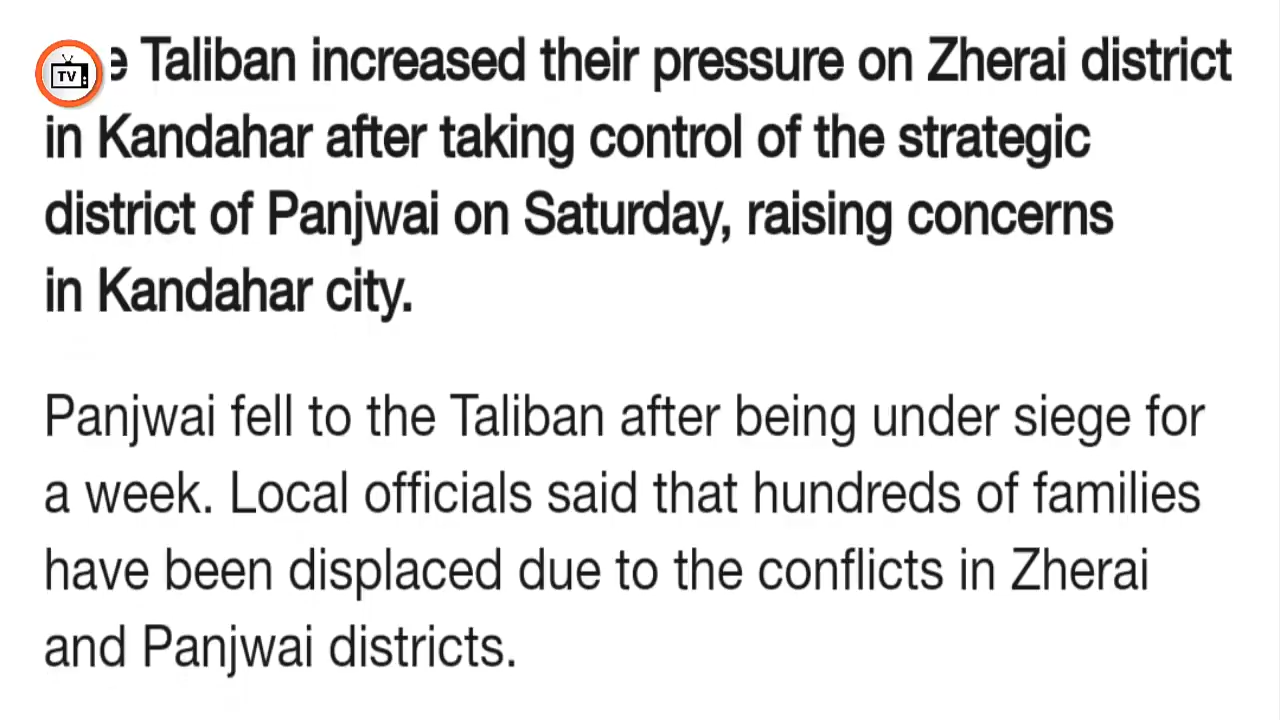 TV
Taliban increased their pressure on Zherai district
in Kandahar after taking control of the strategic
district of Panjwai on Saturday, raising concerns
in Kandahar city.
Panjwai fell to the Taliban after being under siege for
a week. Local officials said that hundreds of families
have been displaced due to the conflicts in Zherai
and Panjwai districts.